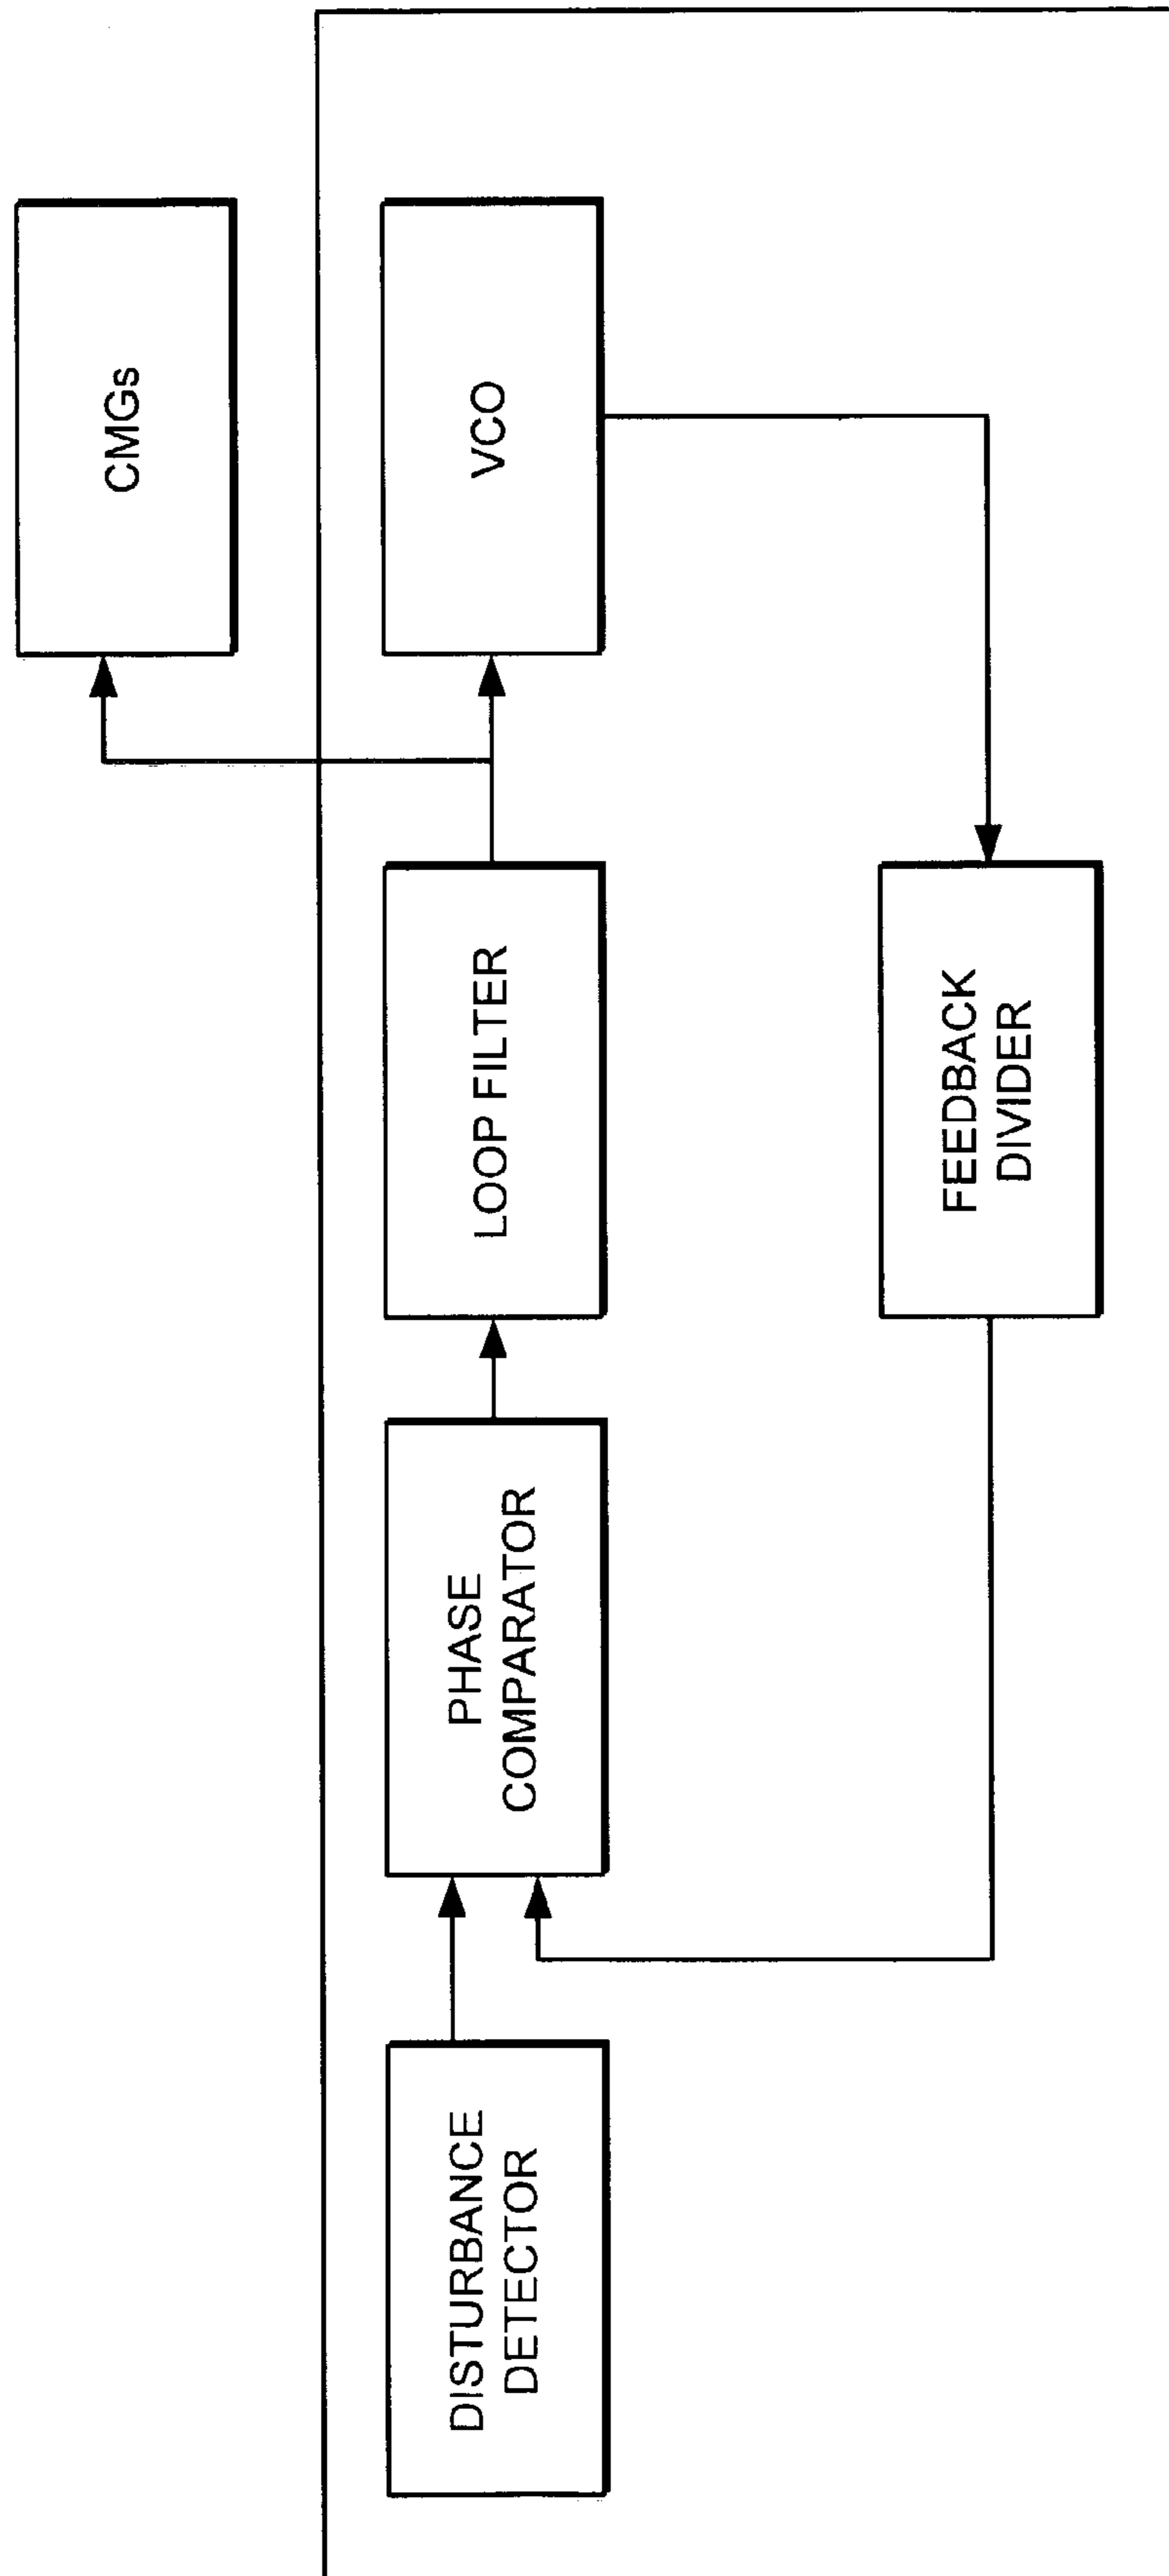 CMGs
DISTURBANCE
DETECTOR
PHASE
COMPARATOR
LOOP FILTER
VCO
FEEDBACK
DIVIDER